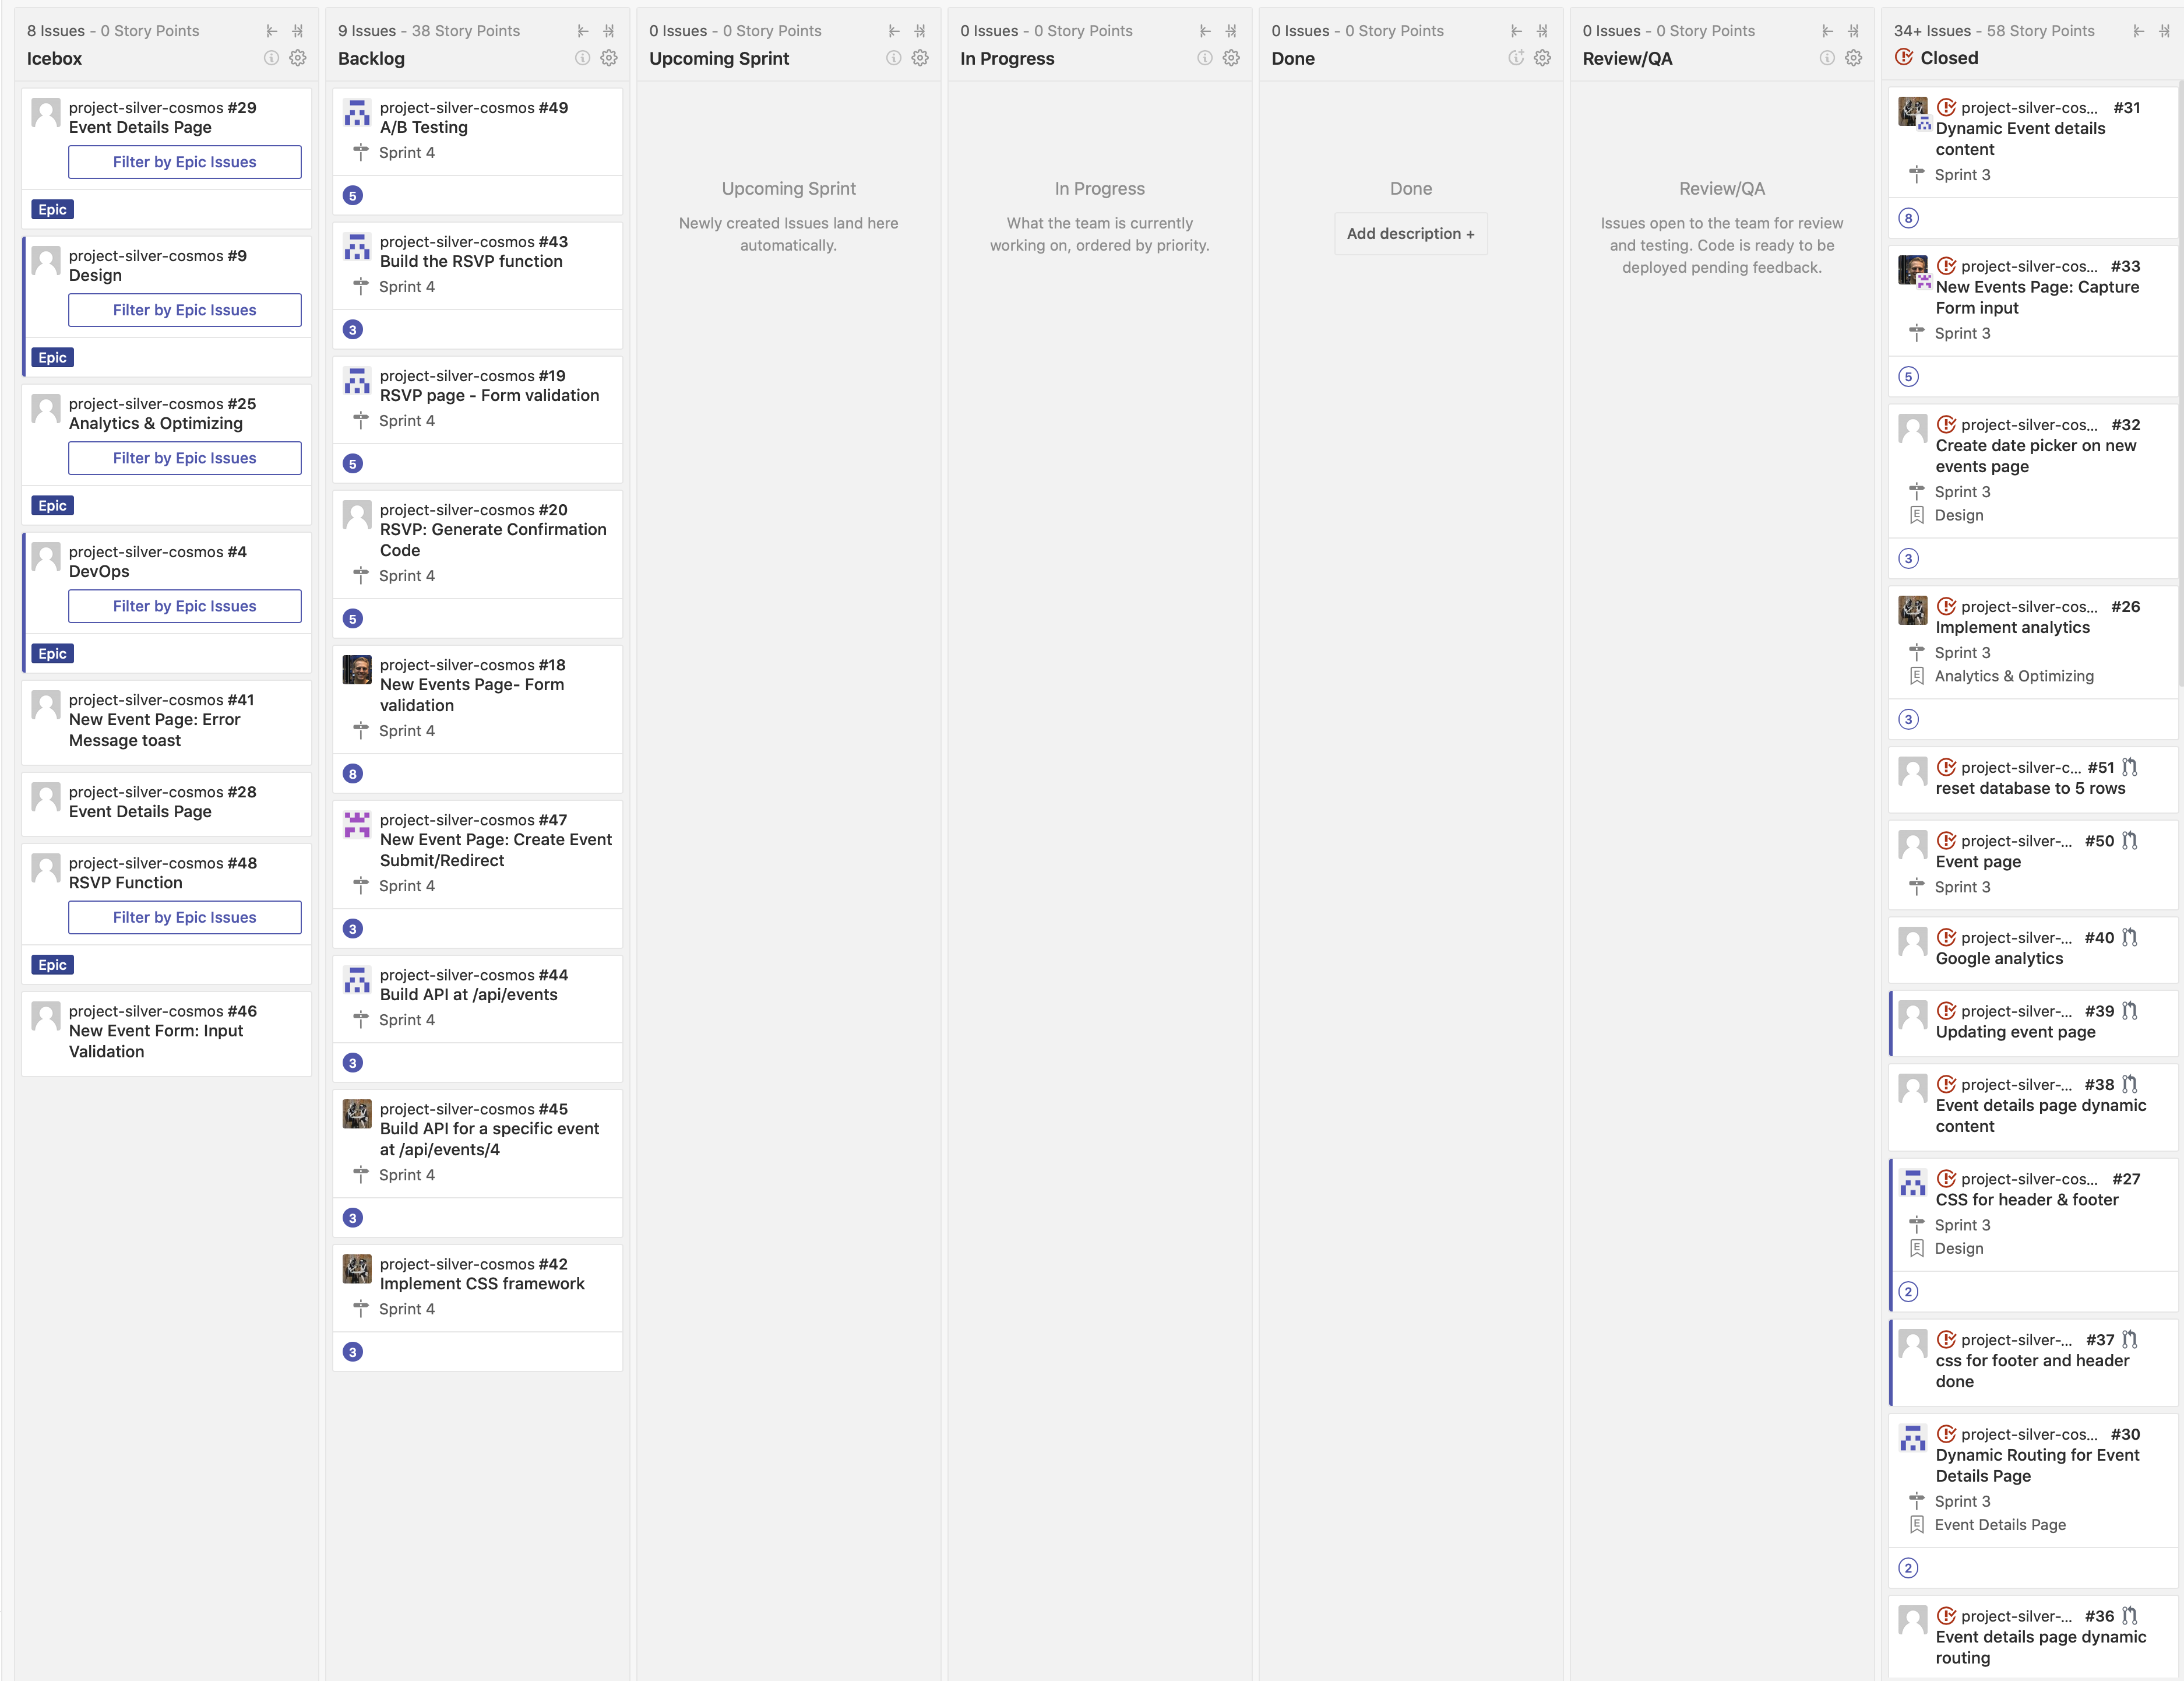 8 Issues - 0 Story Points
Icebox
project-silver-cosmos #29
Event Details Page
Filter by Epic Issues
Epic
project-silver-cosmos #9
Design
Filter by Epic Issues
Epic
project-silver-cosmos #25
Analytics & Optimizing
Filter by Epic Issues
Epic
project-silver-cosmos #4
DevOps
Filter by Epic Issues
Epic
project-silver-cosmos #41
New Event Page: Error
Message toast
project-silver-cosmos #28
Event Details Page
project-silver-cosmos #48
RSVP Function
Filter by Epic Issues
Epic
project-silver-cosmos #46
New Event Form: Input
Validation
9 Issues - 38 Story Points
Backlog
project-silver-cosmos #49
A/B Testing
Sprint 4
5
project-silver-cosmos #43
Build the RSVP function
Sprint 4
3
project-silver-cosmos #19
RSVP page - Form validation
Sprint 4
5
project-silver-cosmos #20
RSVP: Generate Confirmation
Code
Sprint 4
5
project-silver-cosmos #18
New Events Page- Form
validation
Sprint 4
8
project-silver-cosmos #47
New Event Page: Create Event
Submit/Redirect
Sprint 4
3
project-silver-cosmos #44
Build API at /api/events
Sprint 4
3
project-silver-cosmos #45
Build API for a specific event
at /api/events/4
Sprint 4
3
project-silver-cosmos #42
Implement CSS framework
Sprint 4
3
0 Issues - 0 Story Points
Upcoming Sprint
Upcoming Sprint
Newly created Issues land here
automatically.
0 Issues - 0 Story Points
In Progress
In Progress
What the team is currently
working on, ordered by priority.
0 Issues - 0 Story Points
Done
Done
Add description +
0 Issues - 0 Story Points
Review/QA
Review/QA
Issues open to the team for review
and testing. Code is ready to be
deployed pending feedback.
34+ Issues - 58 Story Points
Closed
project-silver-cos... #31
Dynamic Event details
content
Sprint 3
8
project-silver-cos... #33
New Events Page: Capture
Form input
Sprint 3
5
project-silver-cos... #32
Create date picker on new
events page
Sprint 3
Design
3
project-silver-cos... #26
Implement analytics
Sprint 3
Analytics & Optimizing
3
project-silver-c... #51
reset database to 5 rows
project-silver-... #50
Event page
Sprint 3
project-silver-... #40
Google analytics
project-silver-... #39
Updating event page
project-silver-... #38
Event details page dynamic
content
project-silver-cos... #27
CSS for header & footer
Sprint 3
Design
2
project-silver-... #37
css for footer and header
done
project-silver-cos... #30
Dynamic Routing for Event
Details Page
Sprint 3
Event Details Page
2
project-silver-... #36
Event details page dynamic
routing